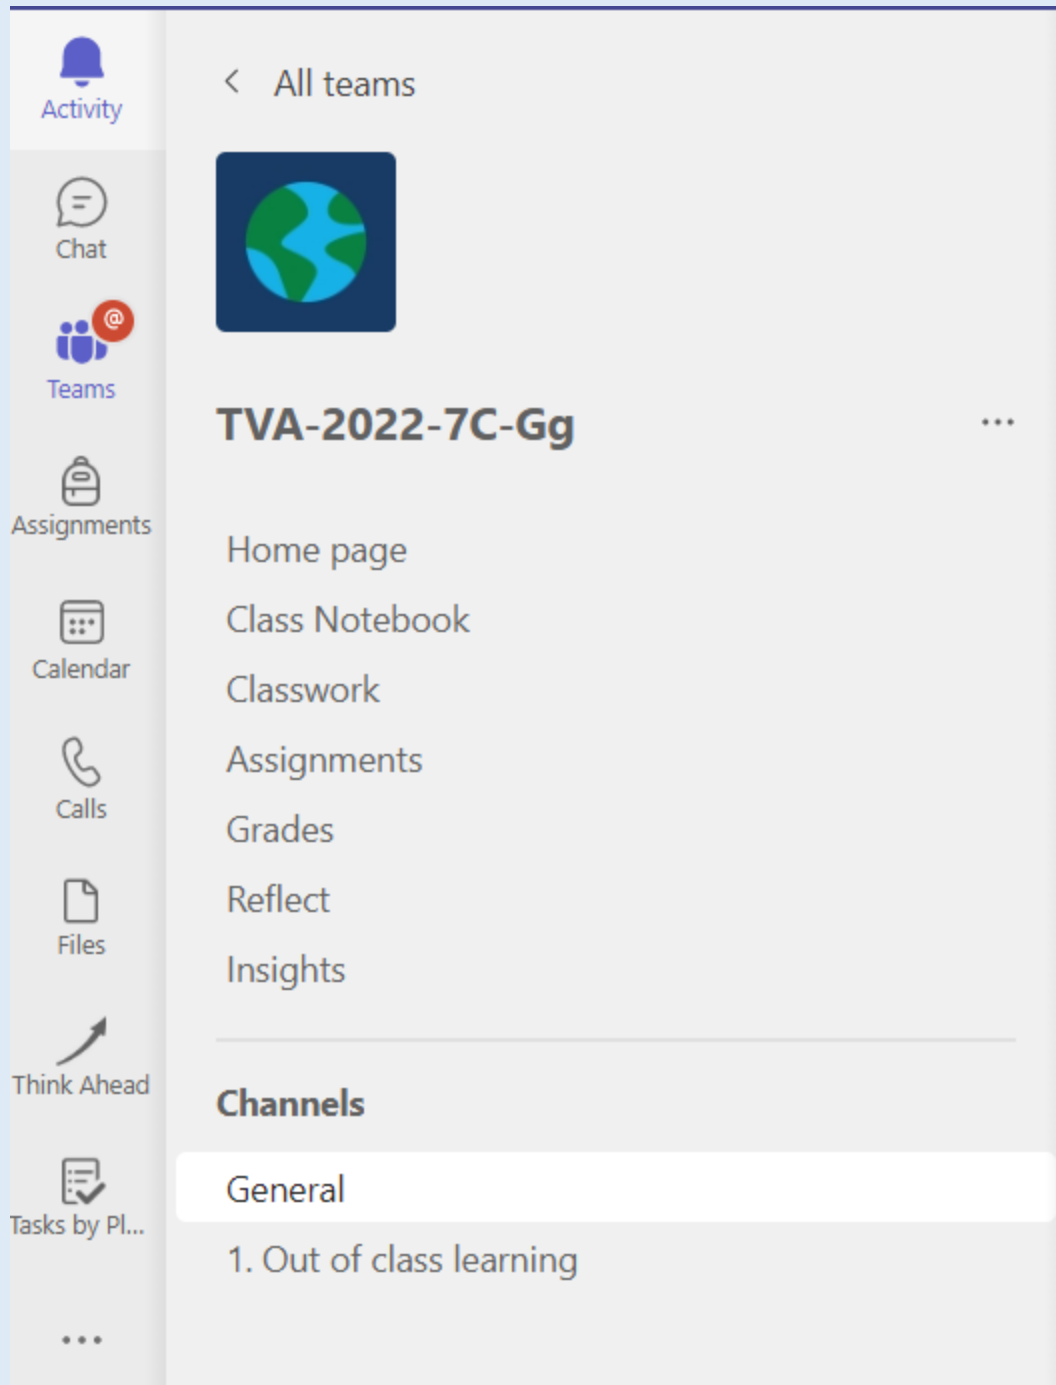 Activity
Chat
@
Teams
Assignments
Calendar
Calls
Files
Think Ahead
Tasks by Pl...
...
All teams
TVA-2022-7C-Gg
...
Home page
Class Notebook
Classwork
Assignments
Grades
Reflect
Insights
Channels
General
1. Out of class learning